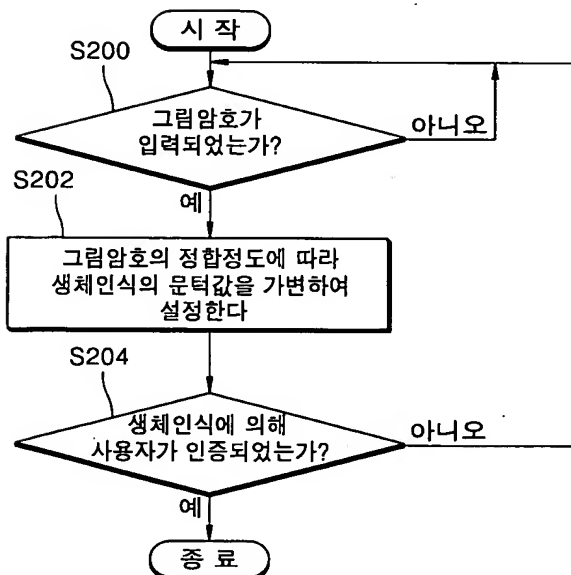 시 작
S200
그림암호가
입력되었는가?
아니오
예
S202
그림암호의 정합정도에 따라
생체인식의 문턱값을 가변하여
설정한다
S204
생체인식에 의해
사용자가 인증되었는가?
아니오
예
종 료